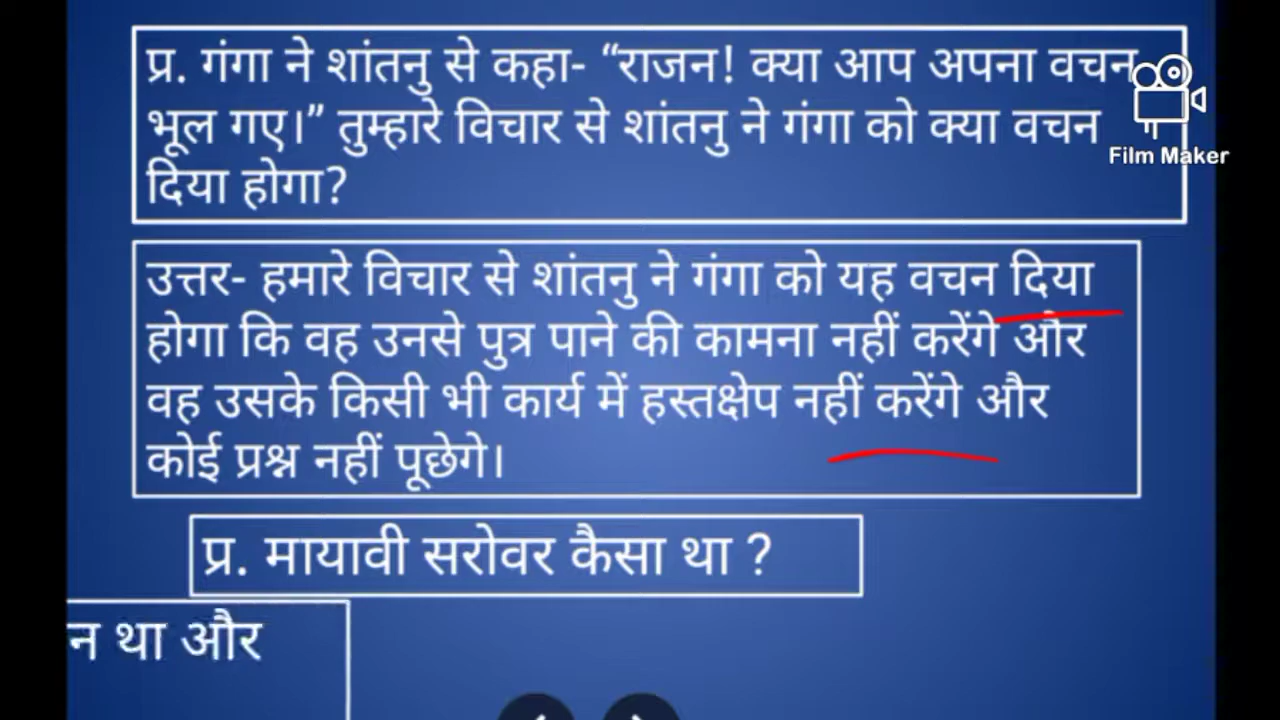 प्र. गंगा ने शांतनु से कहा- “राजन! क्या आप अपना वचन
भूल गए।” तुम्हारे विचार से शांतनु ने गंगा को क्या वचन
दिया होगा?
Film Maker
उत्तर- हमारे विचार से शांतनु ने गंगा को यह वचन दिया
होगा कि वह उनसे पुत्र पाने की कामना नहीं करेंगे और
वह उसके किसी भी कार्य में हस्तक्षेप नहीं करेंगे और
कोई प्रश्न नहीं पूछेगे।
प्र. मायावी सरोवर कैसा था ?
न था और